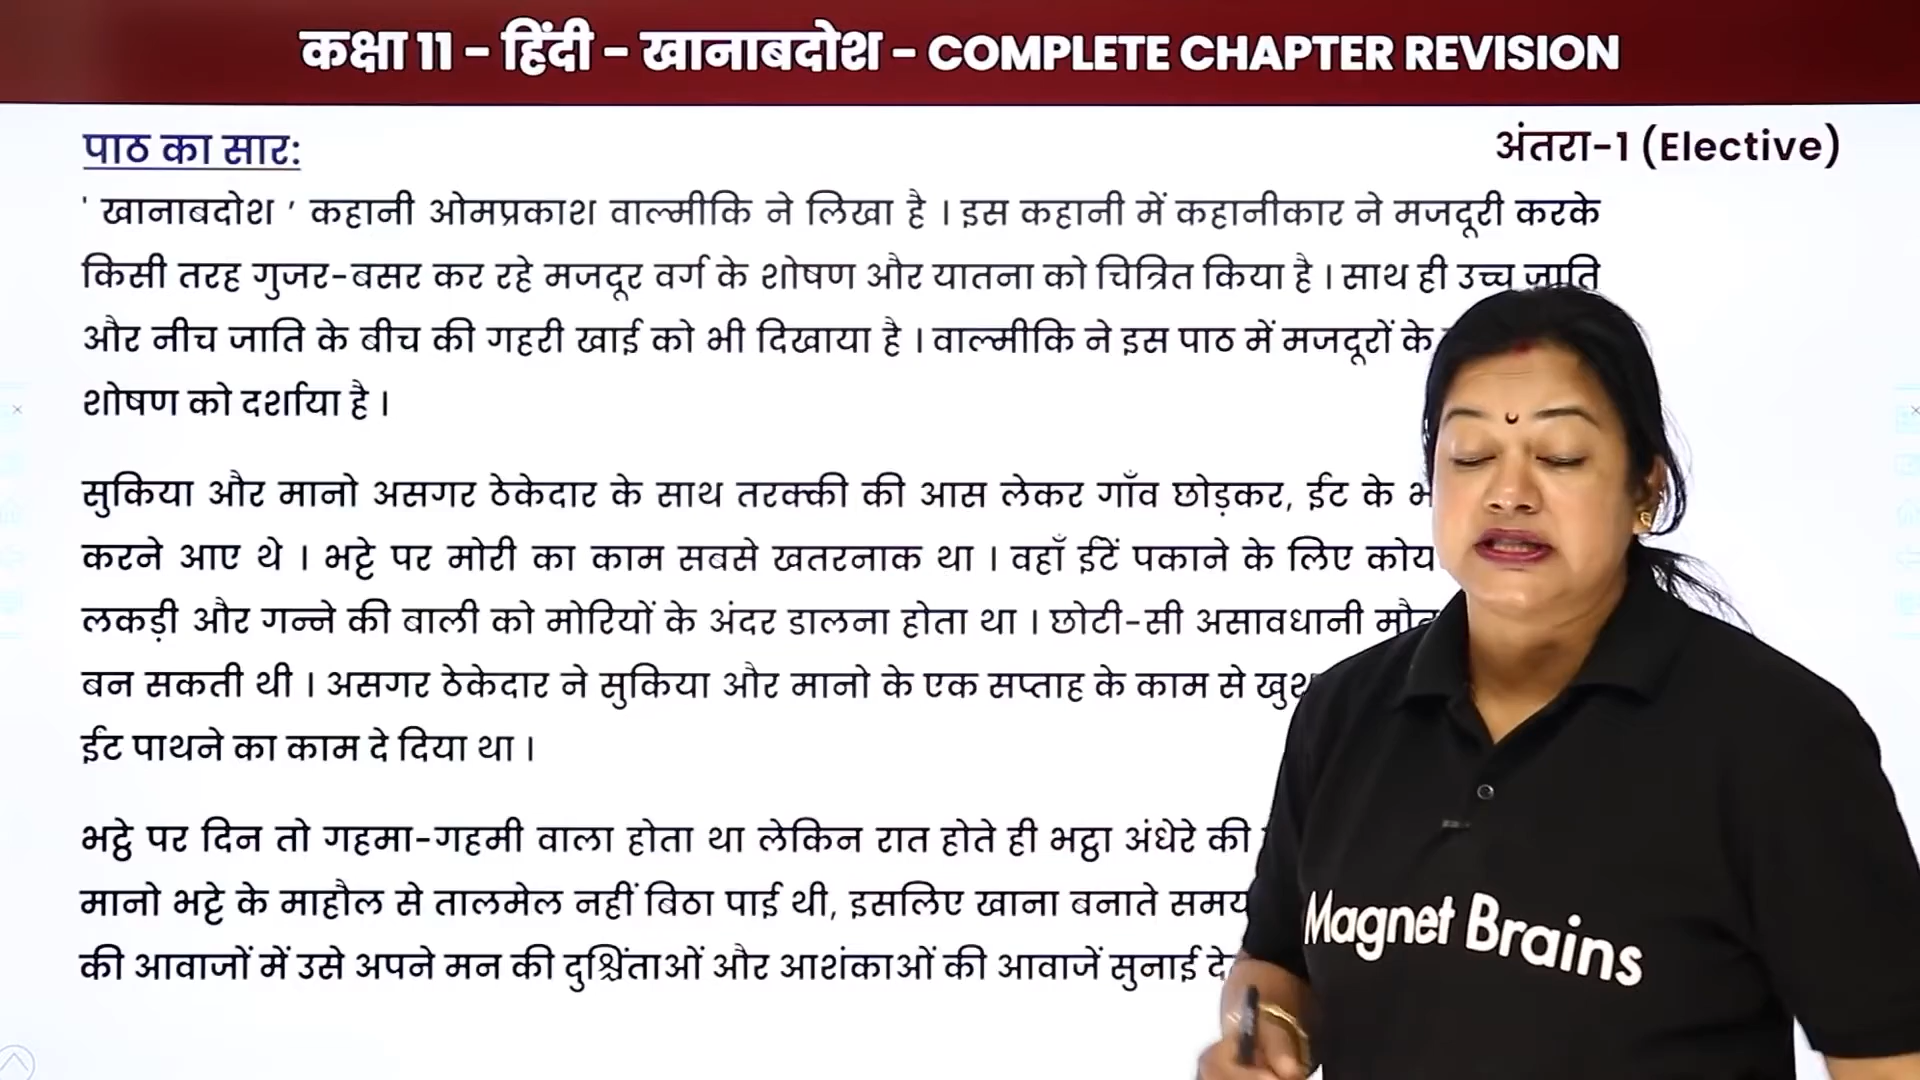 कक्षा 11 - हिंदी - खानाबदोश - COMPLETE CHAPTER REVISION
पाठ का सार:
अंतरा-1 (Elective)
' खानाबदोश ' कहानी ओमप्रकाश वाल्मीकि ने लिखा है । इस कहानी में कहानीकार ने मजदूरी करके
किसी तरह गुजर-बसर कर रहे मजदूर वर्ग के शोषण और यातना को चित्रित किया है । साथ ही उच्च जाति
और नीच जाति के बीच की गहरी खाई को भी दिखाया है । वाल्मीकि ने इस पाठ में मजदूरों के
शोषण को दर्शाया है ।
सुकिया और मानो असगर ठेकेदार के साथ तरक्की की आस लेकर गाँव छोड़कर, ईंट के
करने आए थे । भट्टे पर मोरी का काम सबसे खतरनाक था । वहाँ ईंटें पकाने के लिए
लकड़ी और गन्ने की बाली को मोरियों के अंदर डालना होता था । छोटी-सी असावधानी
बन सकती थी । असगर ठेकेदार ने सुकिया और मानो के एक सप्ताह के काम से
ईंट पाथने का काम दे दिया था ।
भट्ठे पर दिन तो गहमा-गहमी वाला होता था लेकिन रात होते ही भट्ठा अंधेरे की
मानो भट्टे के माहौल से तालमेल नहीं बिठा पाई थी, इसलिए खाना बनाते समय
की आवाजों में उसे अपने मन की दुश्चिंताओं और आशंकाओं की आवाजें सुनाई
Magnet Brains